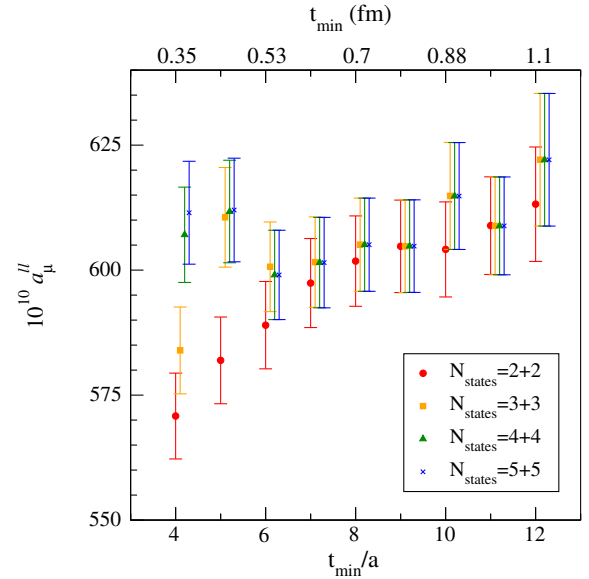 t_min (fm)
0.35 0.53 0.7 0.88 1.1
625
600
575
550
10^10 a_μ^ll
N_states=2+2
N_states=3+3
N_states=4+4
N_states=5+5
4 6 8 10 12
t_min/a